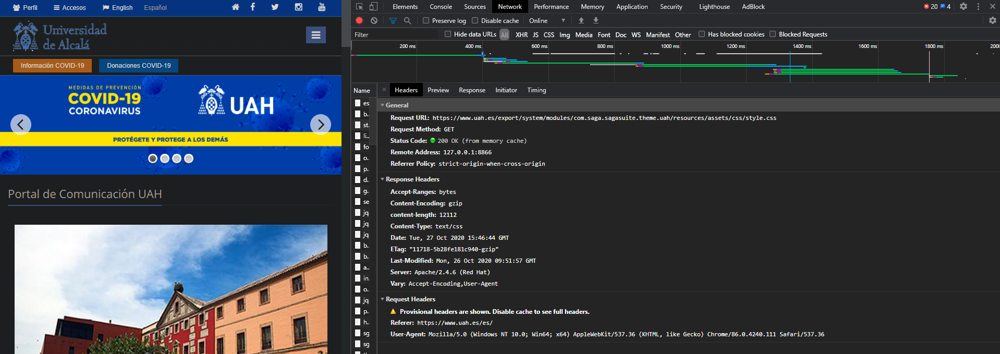 Perfil
Accesos
English
Español
You Tube
Universidad
de Alcalá
Información COVID-19
Donaciones COVID-19
MEDIDAS DE PREVENCIÓN
COVID-19
CORONAVIRUS
UAH
PROTÉGETE Y PROTEGE A LOS DEMÁS
Portal de Comunicación UAH
Elements Console Sources Network Performance Memory Application Security Lighthouse AdBlock 20 4
Preserve log Disable cache Online
Filter Hide data URLs All XHR JS CSS Img Media Font Doc WS Manifest Other Has blocked cookies Blocked Requests
200 ms 400 ms 600 ms 800 ms 1000 ms 1200 ms 1400 ms 1600 ms 1800 ms 200
Name
es
b..
st.
li..
fo
o..
p..
d..
g..
se
jq
jq
jq
b..
b..
a..
in.
o..
jq
p..
h..
sg
sg
Headers Preview Response Initiator Timing
General
Request URL: https://www.uah.es/export/system/modules/com.saga.sagasuite.theme.uah/resources/assets/css/style.css
Request Method: GET
Status Code: 200 OK (from memory cache)
Remote Address: 127.0.0.1:8866
Referrer Policy: strict-origin-when-cross-origin
Response Headers
Accept-Ranges: bytes
Content-Encoding: gzip
content-length: 12112
Content-Type: text/css
Date: Tue, 27 Oct 2020 15:46:44 GMT
ETag: "11718-5b28fe181c940-gzip"
Last-Modified: Mon, 26 Oct 2020 09:51:57 GMT
Server: Apache/2.4.6 (Red Hat)
Vary: Accept-Encoding,User-Agent
Request Headers
Provisional headers are shown. Disable cache to see full headers.
Referer: https://www.uah.es/es/
User-Agent: Mozilla/5.0 (Windows NT 10.0; Win64; x64) AppleWebKit/537.36 (KHTML, like Gecko) Chrome/86.0.4240.111 Safari/537.36